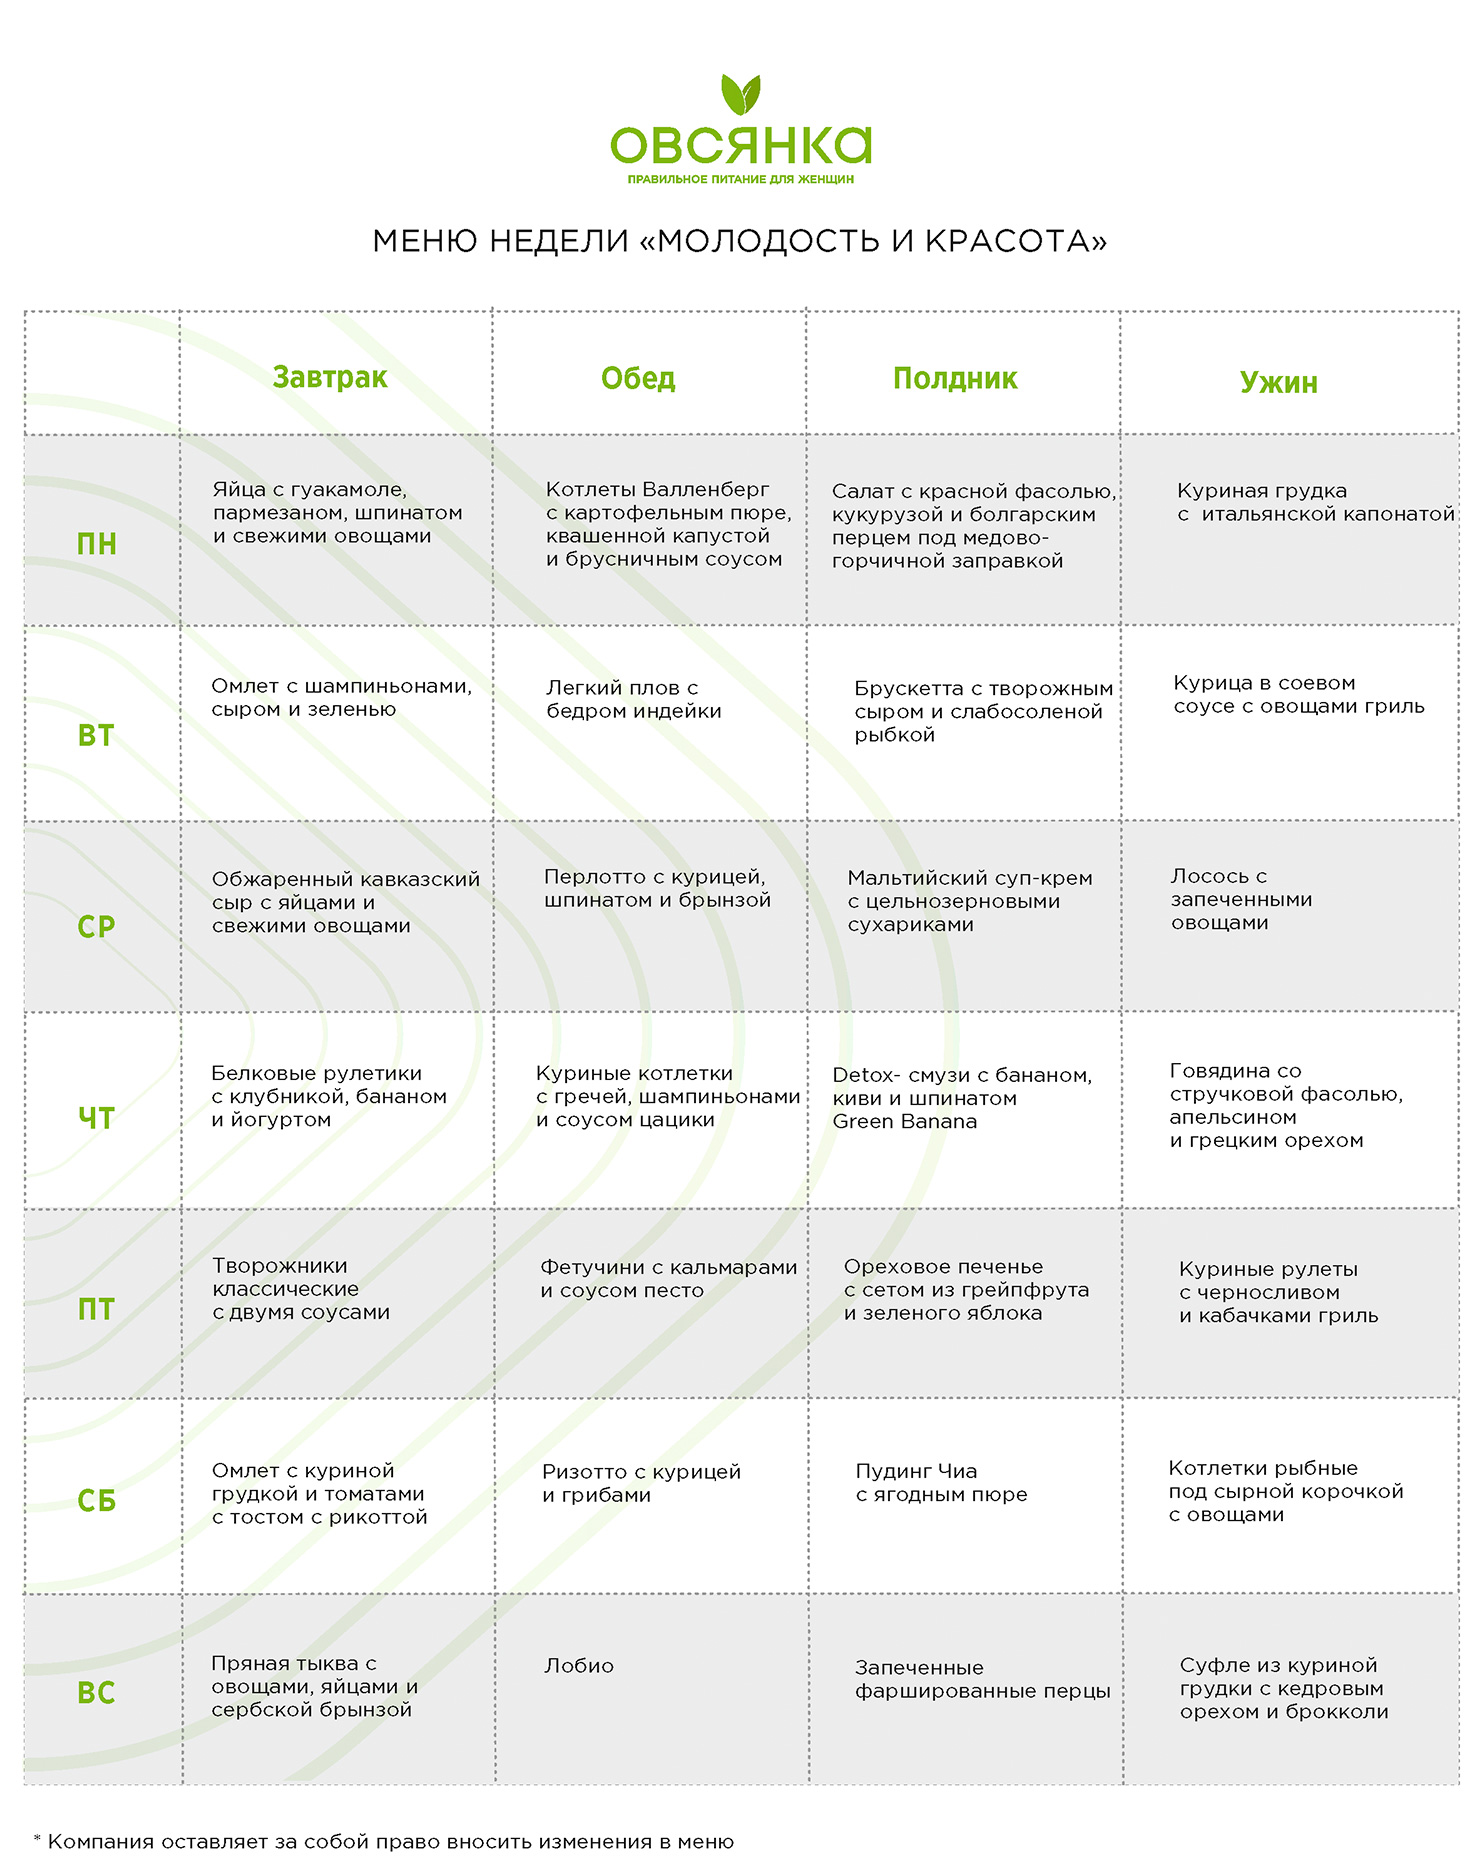 ОВСЯНКА
ПРАВИЛЬНОЕ ПИТАНИЕ ДЛЯ ЖЕНЩИН
МЕНЮ НЕДЕЛИ «МОЛОДОСТЬ И КРАСОТА»
Завтрак
Обед
Полдник
Ужин
ПН
Яйца с гуакамоле,
пармезаном, шпинатом
и свежими овощами
Котлеты Валленберг
с картофельным пюре,
квашенной капустой
и брусничным соусом
Салат с красной фасолью,
кукурузой и болгарским
перцем под медово-
горчичной заправкой
Куриная грудка
с итальянской капонатой
ВТ
Омлет с шампиньонами,
сыром и зеленью
Легкий плов с
бедром индейки
Брускетта с творожным
сыром и слабосоленой
рыбкой
Курица в соевом
соусе с овощами гриль
СР
Обжаренный кавказский
сыр с яйцами и
свежими овощами
Перлотто с курицей,
шпинатом и брынзой
Мальтийский суп-крем
с цельнозерновыми
сухариками
Лосось с
запеченными
овощами
ЧТ
Белковые рулетики
с клубникой, бананом
и йогуртом
Куриные котлетки
с гречей, шампиньонами
и соусом цацики
Detox- смузи с бананом,
киви и шпинатом
Green Banana
Говядина со
стручковой фасолью,
апельсином
и грецким орехом
ПТ
Творожники
классические
с двумя соусами
Фетучини с кальмарами
и соусом песто
Ореховое печенье
с сетом из грейпфрута
и зеленого яблока
Куриные рулеты
с черносливом
и кабачками гриль
СБ
Омлет с куриной
грудкой и томатами
с тостом с рикоттой
Ризотто с курицей
и грибами
Пудинг Чиа
с ягодным пюре
Котлетки рыбные
под сырной корочкой
с овощами
ВС
Пряная тыква с
овощами, яйцами и
сербской брынзой
Лобио
Запеченные
фаршированные перцы
Суфле из куриной
грудки с кедровым
орехом и брокколи
* Компания оставляет за собой право вносить изменения в меню